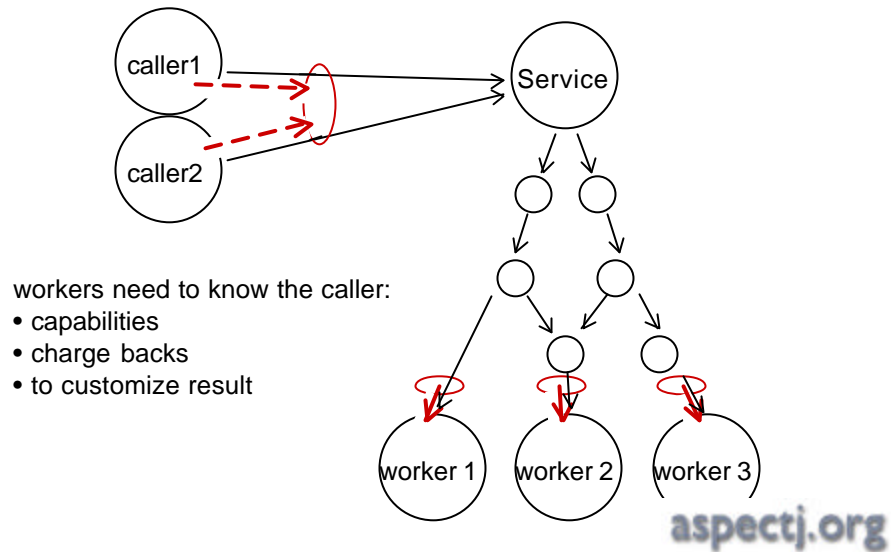 caller1
Service
caller2
workers need to know the caller:
• capabilities
• charge backs
• to customize result
worker 1
worker 2
worker 3
aspectj.org